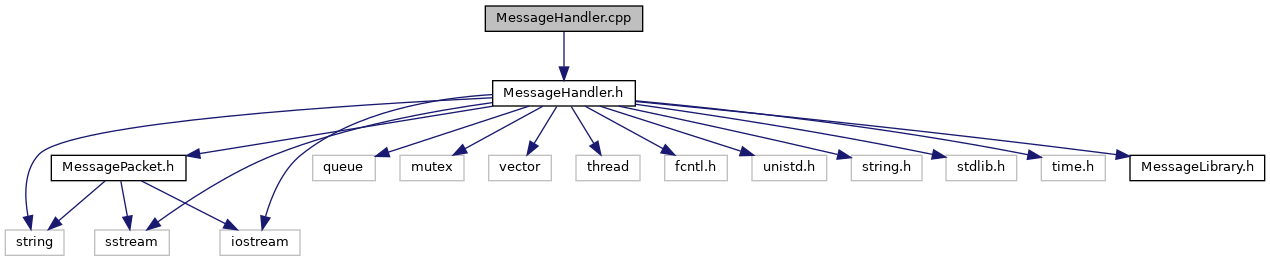 MessageHandler.cpp
MessageHandler.h
MessagePacket.h
queue
mutex
vector
thread
fcntl.h
unistd.h
string.h
stdlib.h
time.h
MessageLibrary.h
string
sstream
iostream